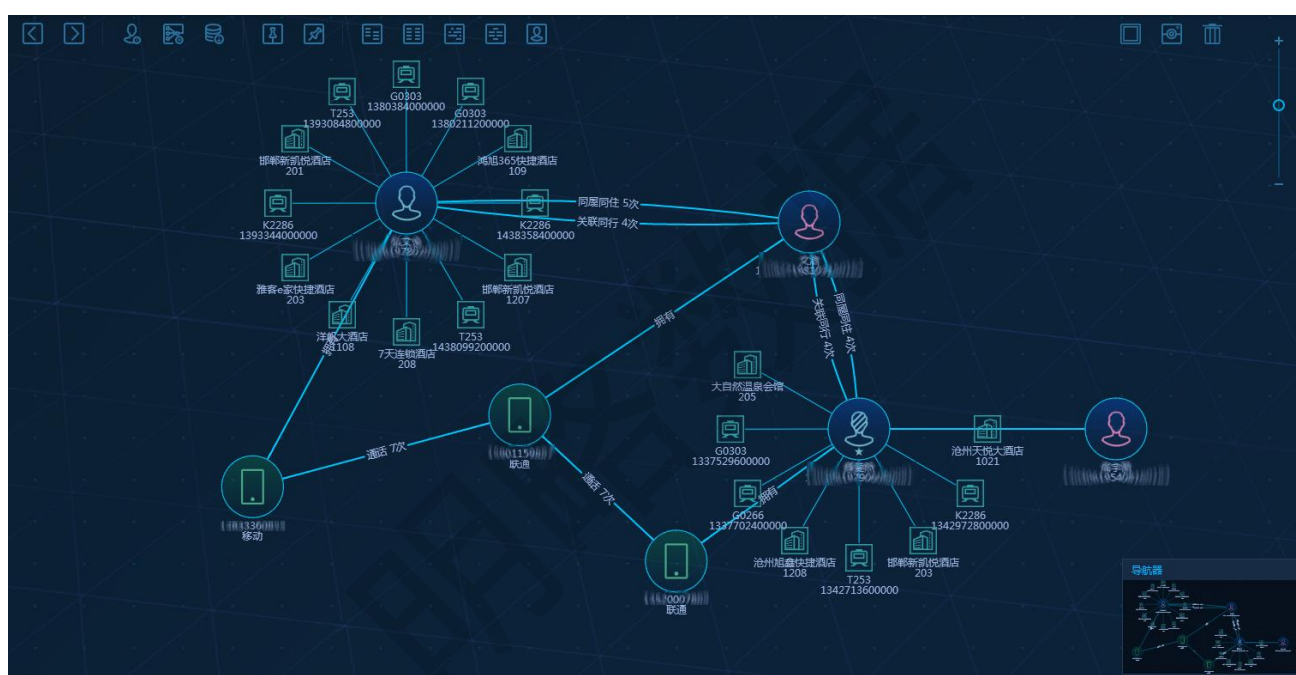 G0303
1380384000000
T253
1393084800000
G0303
1380211200000
邯郸新凯悦酒店
201
鸿旭365快捷酒店
109
K2286
1393344000000
K2286
1438358400000
同屋同住 5次
关联同行 4次
雅客e家快捷酒店
203
邯郸新凯悦酒店
1207
洋帆大酒店
1108
7天连锁酒店
208
T253
1438099200000
拥有
同屋同住 4次
关联同行 4次
大自然温泉会馆
205
G0303
1337529600000
沧州天悦大酒店
1021
通话 7次
联通
通话 7次
移动
拥有
G0266
1337702400000
K2286
1342972800000
沧州旭鑫快捷酒店
1208
T253
1342713600000
邯郸新凯悦酒店
203
联通
导航器